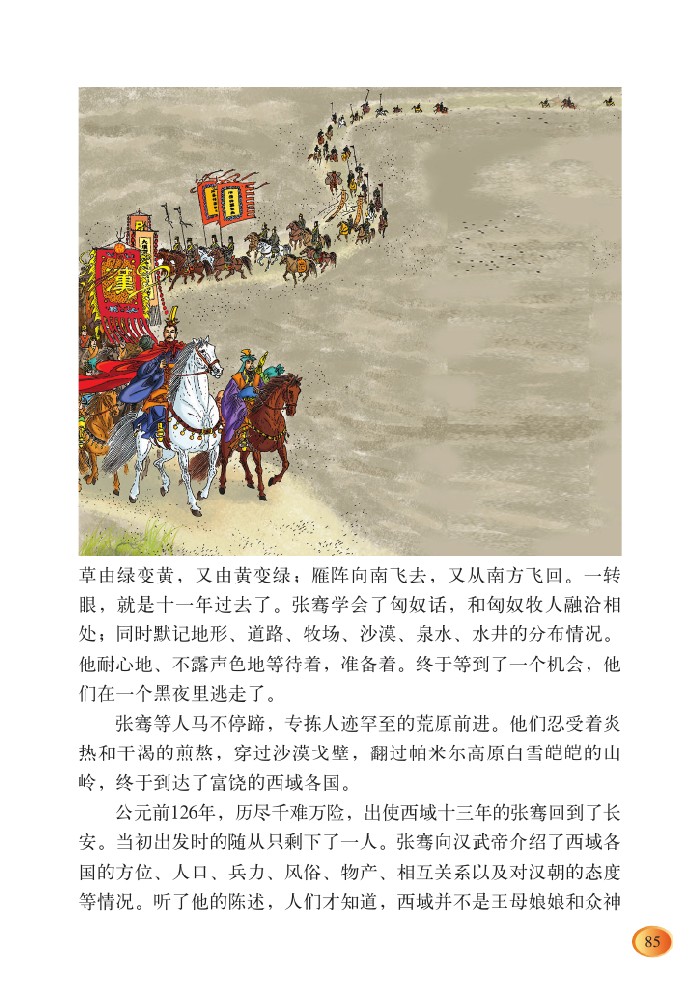 漢
草由绿变黄，又由黄变绿；雁阵向南飞去，又从南方飞回。一转
眼，就是十一年过去了。张骞学会了匈奴话，和匈奴牧人融洽相
处；同时默记地形、道路、牧场、沙漠、泉水、水井的分布情况。
他耐心地、不露声色地等待着，准备着。终于等到了一个机会，他
们在一个黑夜里逃走了。
张骞等人马不停蹄，专拣人迹罕至的荒原前进。他们忍受着炎
热和干渴的煎熬，穿过沙漠戈壁，翻过帕米尔高原白雪皑皑的山
岭，终于到达了富饶的西域各国。
公元前126年，历尽千难万险，出使西域十三年的张骞回到了长
安。当初出发时的随从只剩下了一人。张骞向汉武帝介绍了西域各
国的方位、人口、兵力、风俗、物产、相互关系以及对汉朝的态度
等情况。听了他的陈述，人们才知道，西域并不是王母娘娘和众神
85